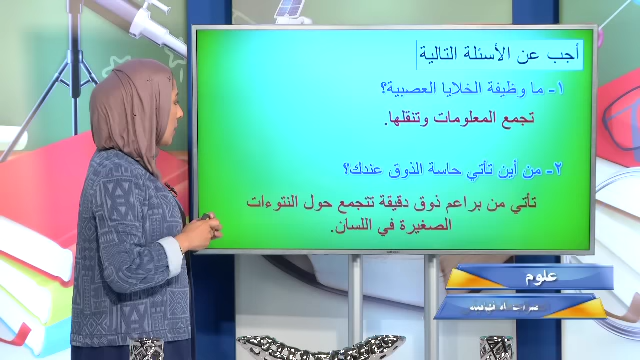 أجب عن الأسئلة التالية
١- ما وظيفة الخلايا العصبية؟
تجمع المعلومات وتنقلها.
٢- من أين تأتي حاسة الذوق عندك؟
تأتي من براعم ذوق دقيقة تتجمع حول النتوءات
الصغيرة في اللسان.
علوم